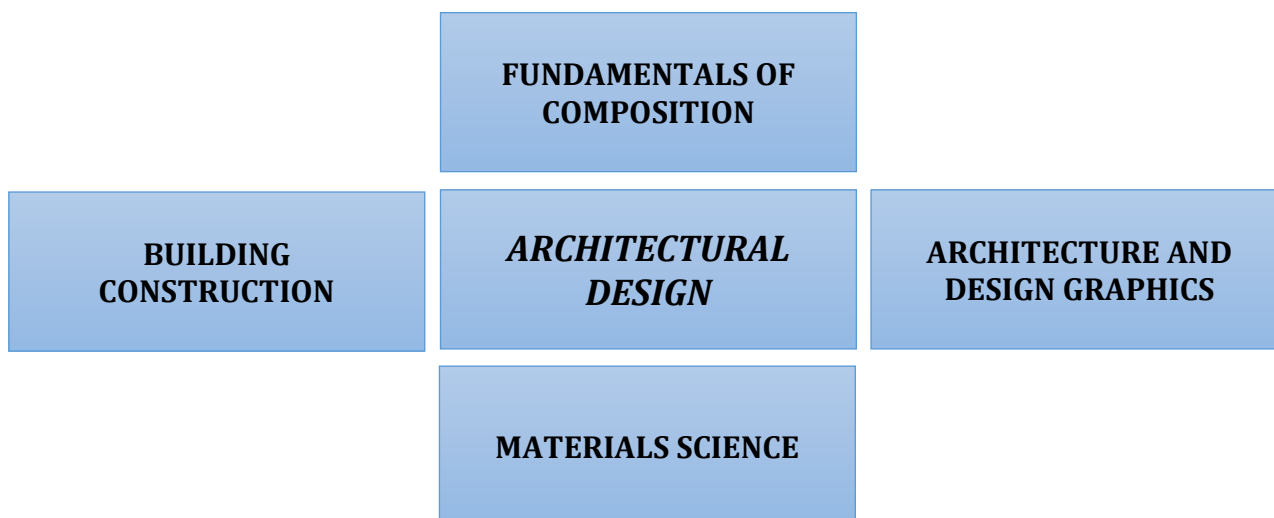 FUNDAMENTALS OF
COMPOSITION
BUILDING
CONSTRUCTION
ARCHITECTURAL
DESIGN
ARCHITECTURE AND
DESIGN GRAPHICS
MATERIALS SCIENCE